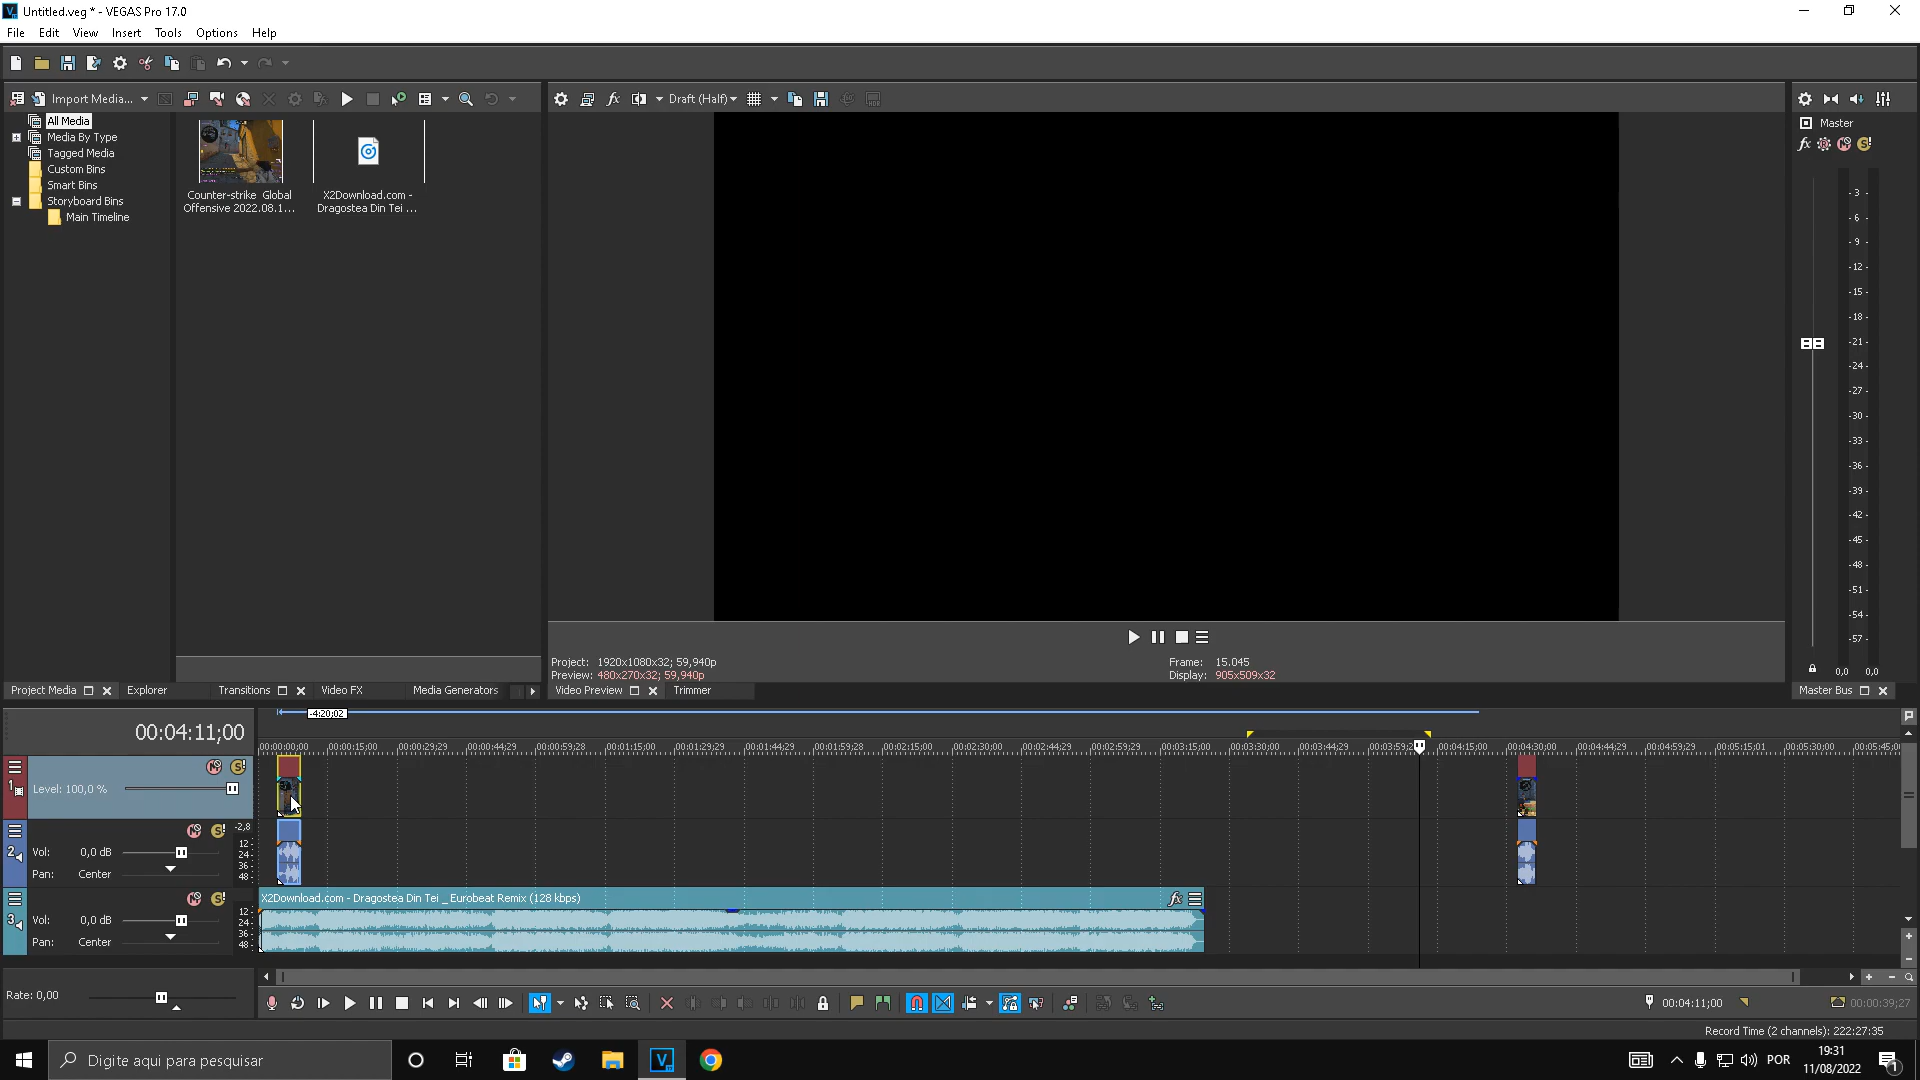 Untitled.veg * - VEGAS Pro 17.0
File Edit View Insert Tools Options Help
Import Media...
Draft (Half)
All Media
Media By Type
Tagged Media
Custom Bins
Smart Bins
Storyboard Bins
Main Timeline
Counter-strike Global
Offensive 2022.08.1...
X2Download.com -
Dragostea Din Tei ...
Master
-3
-6
-9
-12
-15
-18
-21
-24
-27
-30
-33
-36
-39
-42
-45
-48
-51
-54
-57
0,0 0,0
Project: 1920x1080x32; 59,940p
Preview: 480x270x32; 59,940p
Frame: 15.045
Display: 905x509x32
Project Media Explorer Transitions Video FX Media Generators
Video Preview Trimmer
Master Bus
-4:20;02
00:04:11;00
00:00:00;00 00:00:15;00 00:00:29;29 00:00:44;29 00:00:59;28 00:01:15;00 00:01:29;29 00:01:44;29 00:01:59;28 00:02:15;00 00:02:30;00 00:02:44;29 00:02:59;29 00:03:15;00 00:03:30;00 00:03:44;29 00:03:59;2 00:04:15;00 00:04:30;00 00:04:44;29 00:04:59;29 00:05:15;01 00:05:30;00 00:05:45;0
1
Level: 100,0 %
2
Vol: 0,0 dB
Pan: Center
-2,8
12
24
36
48
3
Vol: 0,0 dB
Pan: Center
12
24
36
48
X2Download.com - Dragostea Din Tei _ Eurobeat Remix (128 kbps)
Rate: 0,00
00:04:11;00
00:00:39;27
Record Time (2 channels): 222:27:35
Digite aqui para pesquisar
POR
19:31
11/08/2022
1